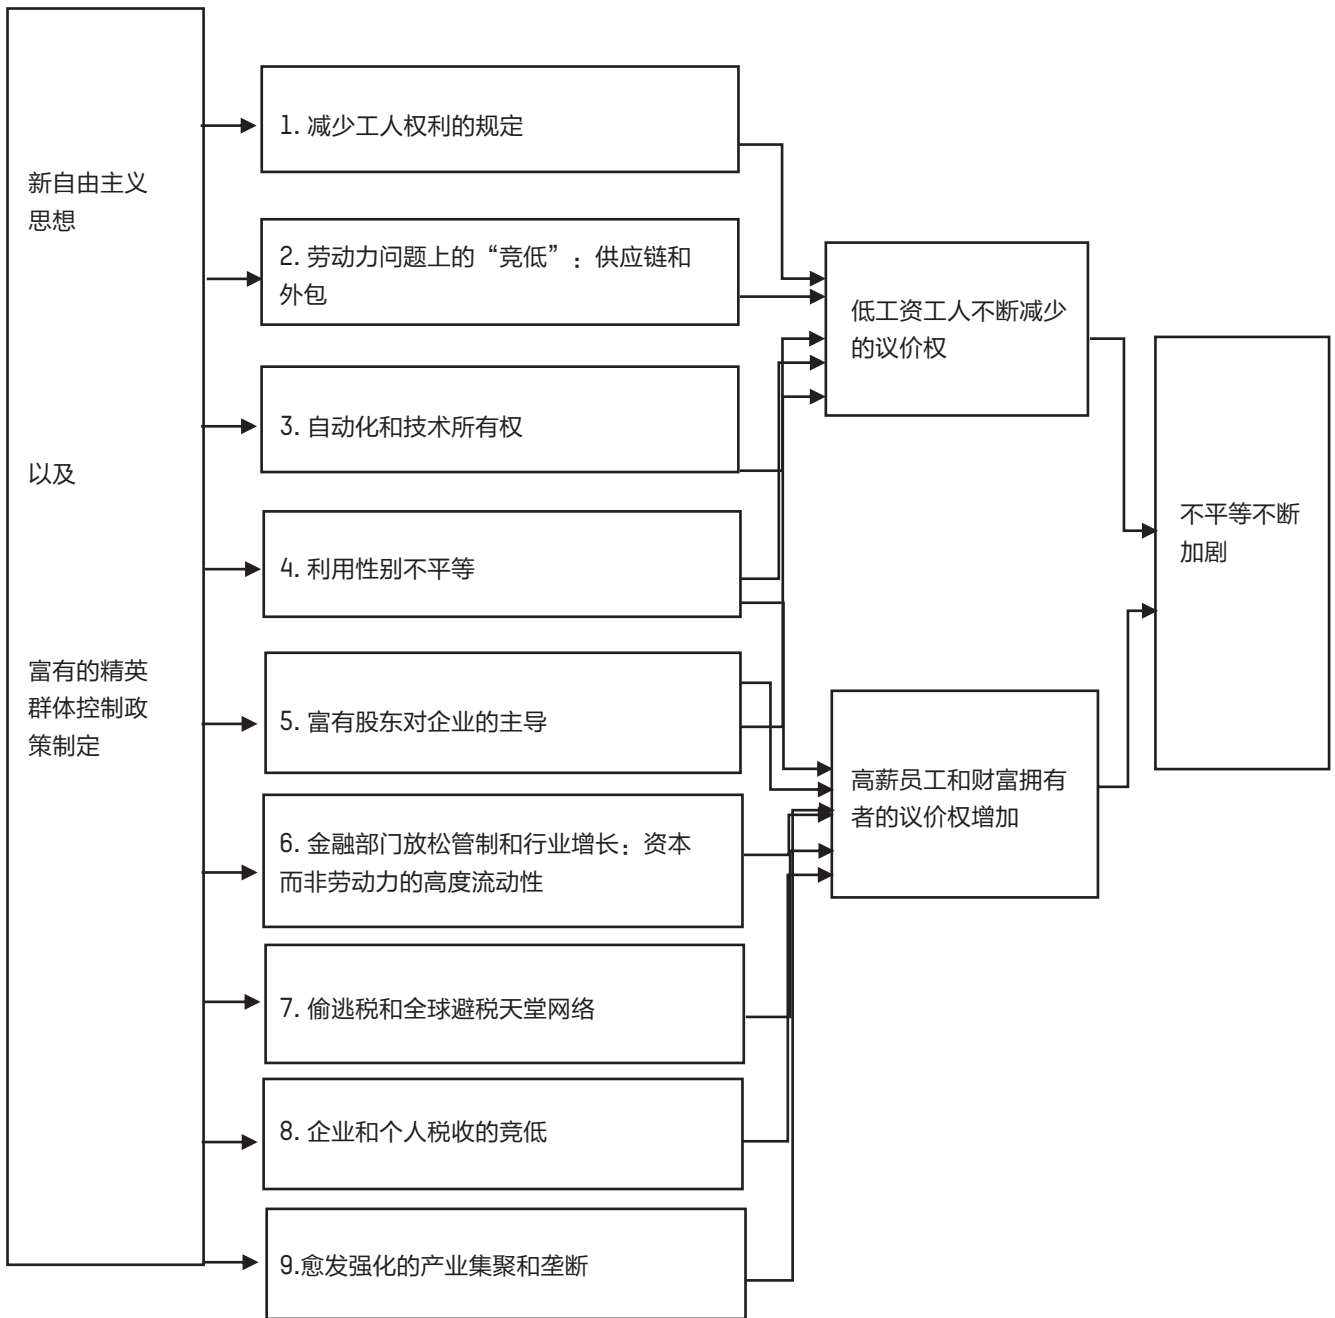 新自由主义
思想
以及
富有的精英
群体控制政
策制定
1. 减少工人权利的规定
2. 劳动力问题上的“竞低”：供应链和
外包
3. 自动化和技术所有权
4. 利用性别不平等
5. 富有股东对企业的主导
6. 金融部门放松管制和行业增长：资本
而非劳动力的高度流动性
7. 偷逃税和全球避税天堂网络
8. 企业和个人税收的竞低
9.愈发强化的产业集聚和垄断
低工资工人不断减少
的议价权
高薪员工和财富拥有
者的议价权增加
不平等不断
加剧